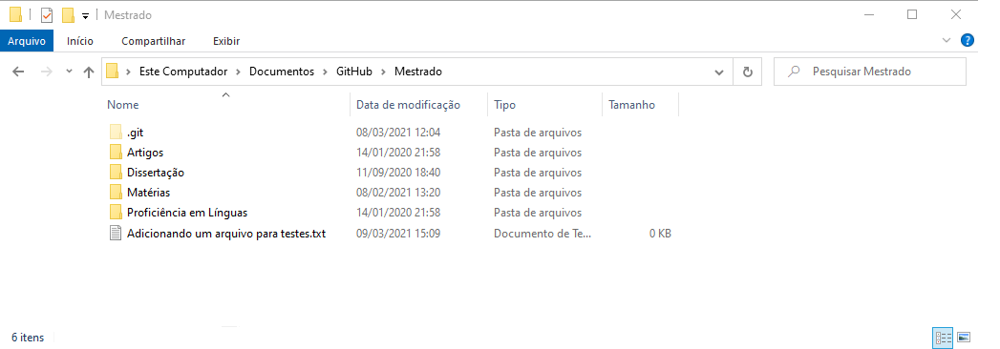 Mestrado
Arquivo Início Compartilhar Exibir
Este Computador Documentos GitHub Mestrado Pesquisar Mestrado
Nome Data de modificação Tipo Tamanho
.git 08/03/2021 12:04 Pasta de arquivos
Artigos 14/01/2020 21:58 Pasta de arquivos
Dissertação 11/09/2020 18:40 Pasta de arquivos
Matérias 08/02/2021 13:20 Pasta de arquivos
Proficiência em Línguas 14/01/2020 21:58 Pasta de arquivos
Adicionando um arquivo para testes.txt 09/03/2021 15:09 Documento de Te... 0 KB
6 itens